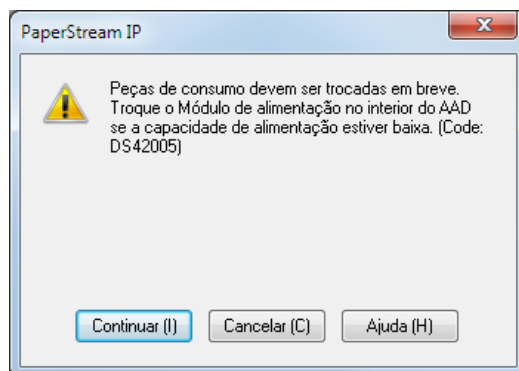 PaperStream IP
Peças de consumo devem ser trocadas em breve.
Troque o Módulo de alimentação no interior do AAD
se a capacidade de alimentação estiver baixa. (Code:
DS42005)
Continuar (I)
Cancelar (C)
Ajuda (H)